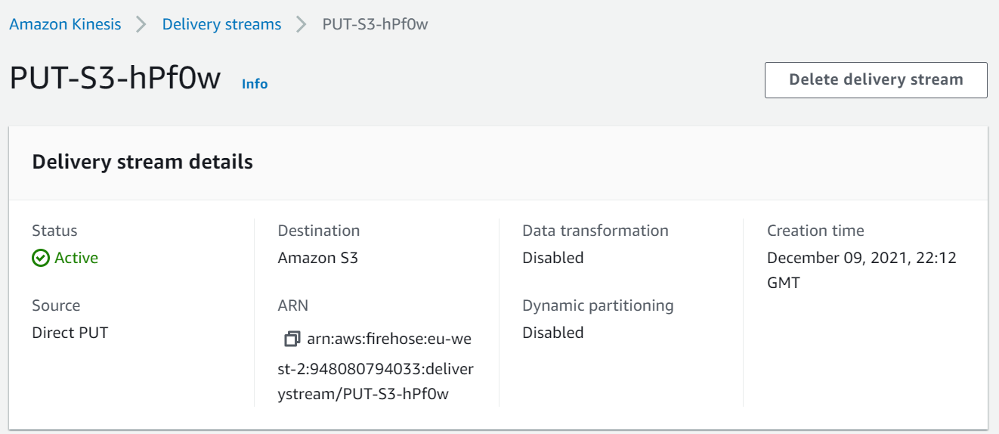 Amazon Kinesis > Delivery streams > PUT-S3-hPf0w
PUT-S3-hPf0w Info
Delete delivery stream
Delivery stream details
Status
Active
Source
Direct PUT
Destination
Amazon S3
ARN
arn:aws:firehose:eu-we
st-2:948080794033:deliver
ystream/PUT-S3-hPf0w
Data transformation
Disabled
Dynamic partitioning
Disabled
Creation time
December 09, 2021, 22:12
GMT